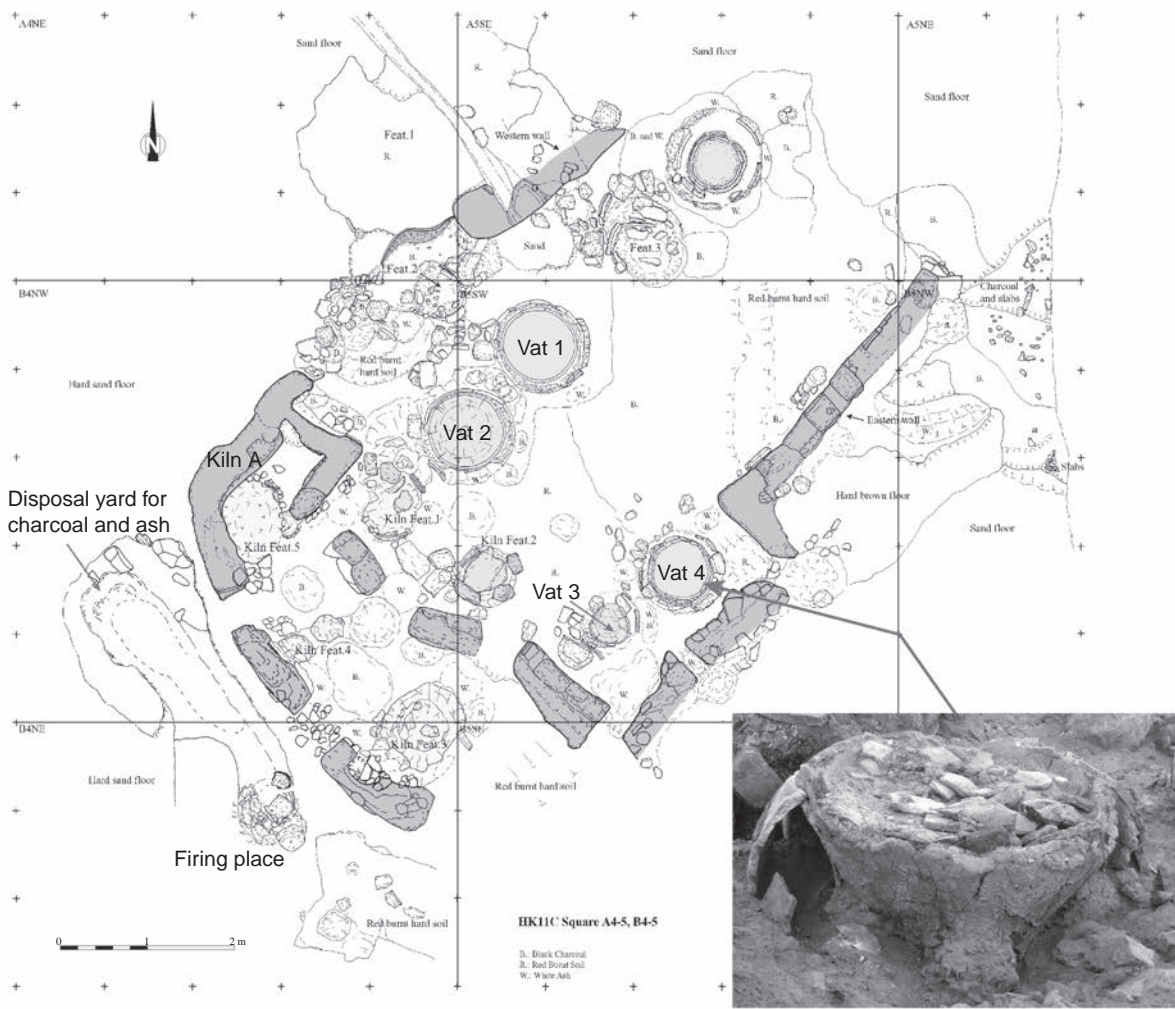 A4NE
A5SE
A5NE
Sand floor
Sand floor
Sand floor
R.
R.
Feat.1
R.
Western wall
B. and W.
W.
B.
W.
W.
R.
B.
B.
Sand
Feat.3
B.
Feat.2
B4NW
B5SW
B5NW
Red burnt hard soil
B.
Charcoal
and slabs
W.
Vat 1
Red burnt
hard soil
Hard sand floor
W.
B.
R.
B.
Eastern wall
W.
Vat 2
Kiln A
Slabs
Disposal yard for
charcoal and ash
R.
Hard brown floor
Sand floor
W.
Kiln Feat.1
W.
B.
W.
B.
Kiln Feat.5
Kiln Feat.2
R.
R.
Vat 4
B.
W.
Vat 3
W.
W.
B.
Kiln Feat.4
B.
B.
W.
W.
W.
W.
B4NE
B5SE
W.
B.
Kiln Feat.3
Hard sand floor
Red burnt hard soil
Firing place
Red burnt hard soil
HK11C Square A4-5, B4-5
0 1 2 m
B.: Black Charcoal
R.: Red Burnt Soil
W.: White Ash